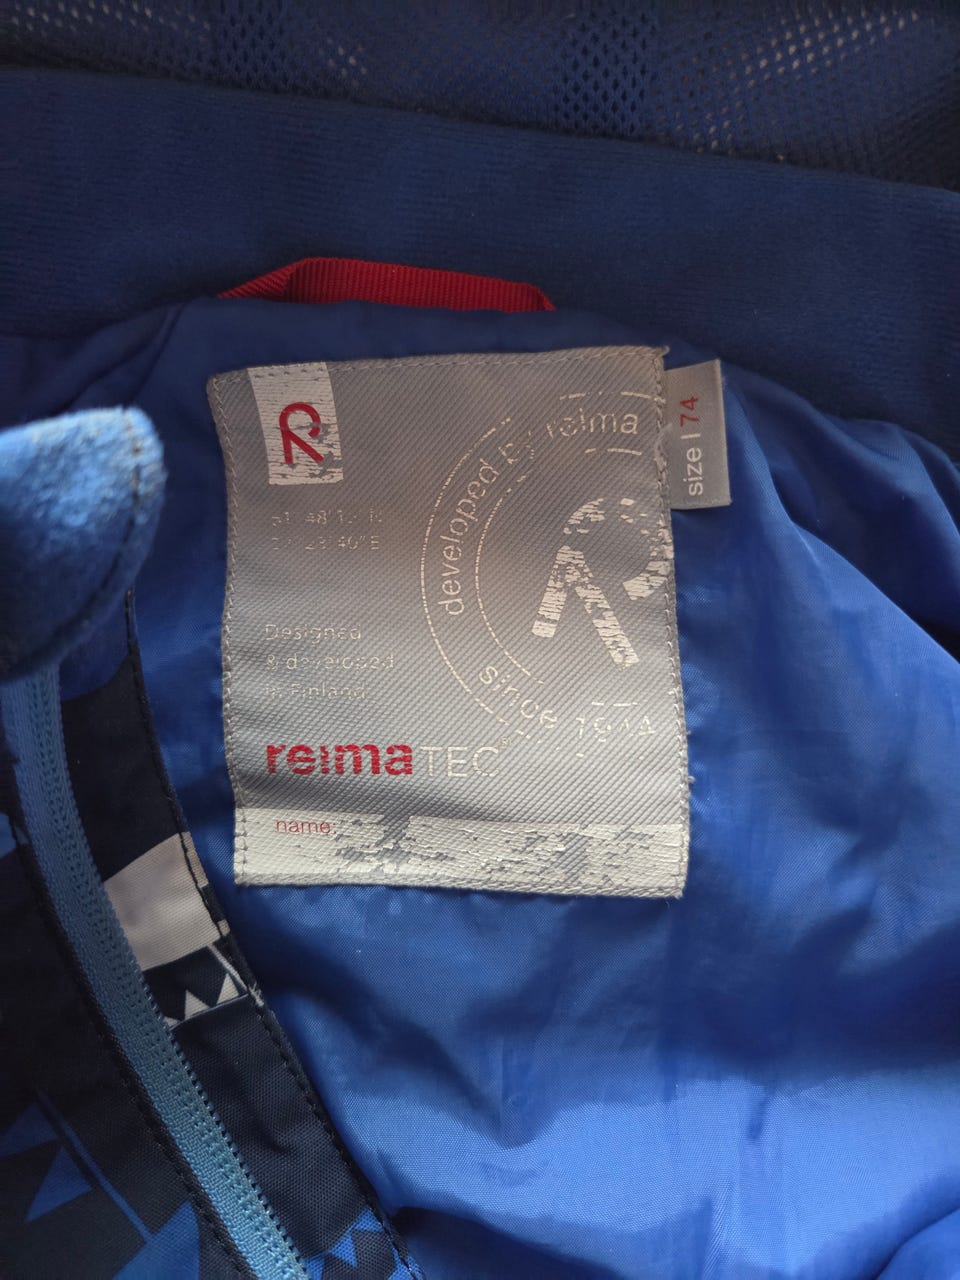 R
developed by reima
since 1944
R
size | 74
Designed
& developed
in Finland
reimaTEC®
name: